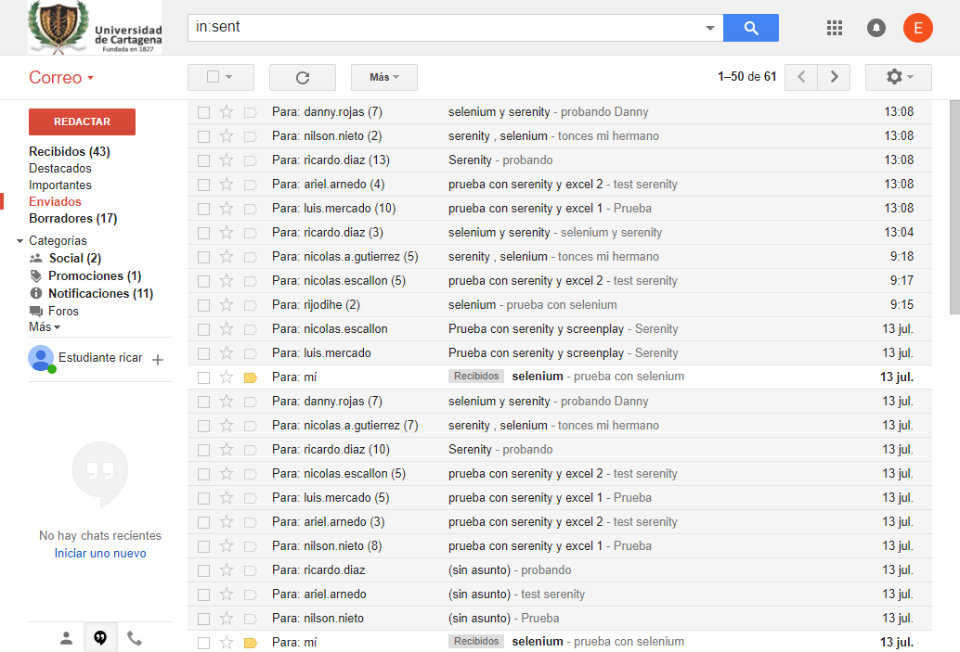 Universidad
de Cartagena
Fundada en 1827
in:sent
E
Correo
Más
1–50 de 61
REDACTAR
Recibidos (43)
Destacados
Importantes
Enviados
Borradores (17)
Categorías
Social (2)
Promociones (1)
Notificaciones (11)
Foros
Más
Estudiante ricar
No hay chats recientes
Iniciar uno nuevo
Para: danny.rojas (7) selenium y serenity - probando Danny 13:08
Para: nilson.nieto (2) serenity , selenium - tonces mi hermano 13:08
Para: ricardo.diaz (13) Serenity - probando 13:08
Para: ariel.arnedo (4) prueba con serenity y excel 2 - test serenity 13:08
Para: luis.mercado (10) prueba con serenity y excel 1 - Prueba 13:08
Para: ricardo.diaz (3) selenium y serenity - selenium y serenity 13:04
Para: nicolas.a.gutierrez (5) serenity , selenium - tonces mi hermano 9:18
Para: nicolas.escallon (5) prueba con serenity y excel 2 - test serenity 9:17
Para: rijodihe (2) selenium - prueba con selenium 9:15
Para: nicolas.escallon Prueba con serenity y screenplay - Serenity 13 jul.
Para: luis.mercado Prueba con serenity y screenplay - Serenity 13 jul.
Para: mí Recibidos selenium - prueba con selenium 13 jul.
Para: danny.rojas (7) selenium y serenity - probando Danny 13 jul.
Para: nicolas.a.gutierrez (7) serenity , selenium - tonces mi hermano 13 jul.
Para: ricardo.diaz (10) Serenity - probando 13 jul.
Para: nicolas.escallon (5) prueba con serenity y excel 2 - test serenity 13 jul.
Para: luis.mercado (5) prueba con serenity y excel 1 - Prueba 13 jul.
Para: ariel.arnedo (3) prueba con serenity y excel 2 - test serenity 13 jul.
Para: nilson.nieto (8) prueba con serenity y excel 1 - Prueba 13 jul.
Para: ricardo.diaz (sin asunto) - probando 13 jul.
Para: ariel.arnedo (sin asunto) - test serenity 13 jul.
Para: nilson.nieto (sin asunto) - Prueba 13 jul.
Para: mí Recibidos selenium - prueba con selenium 13 jul.